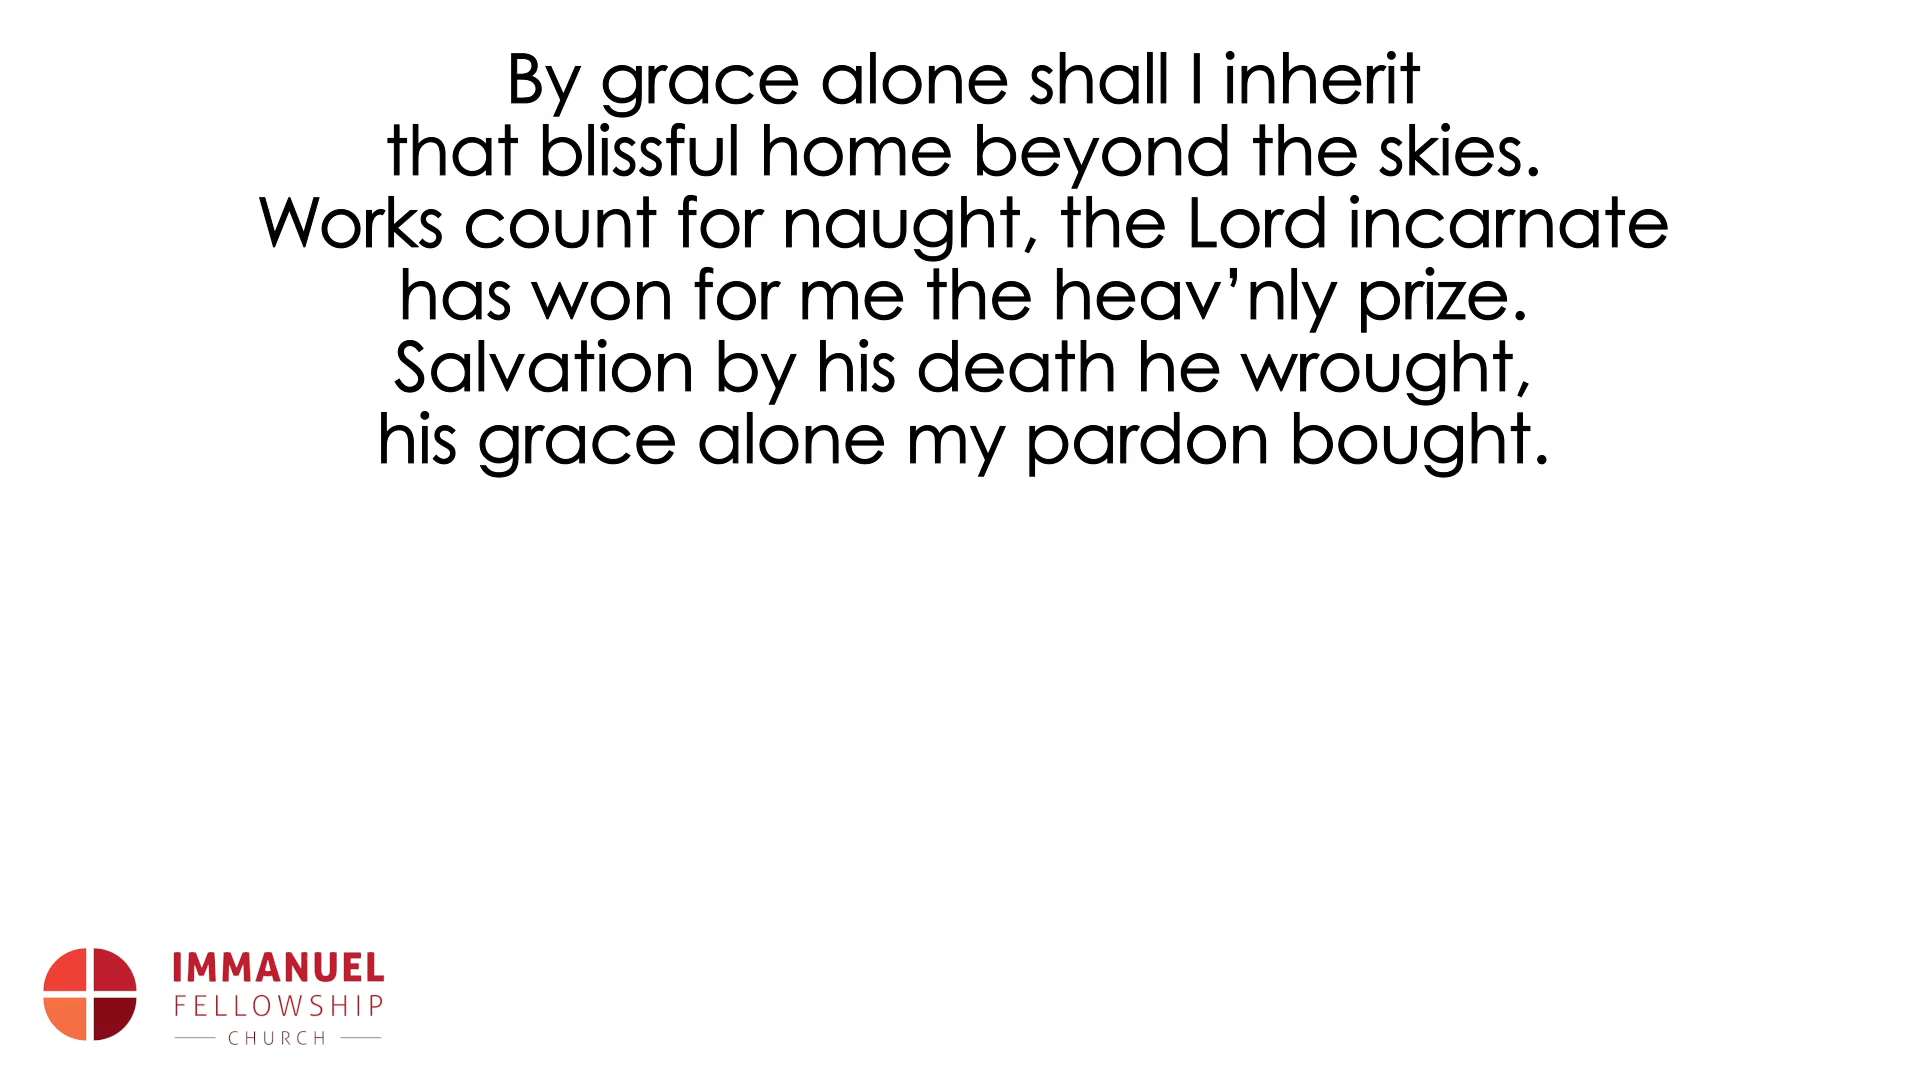 By grace alone shall I inherit
that blissful home beyond the skies.
Works count for naught, the Lord incarnate
has won for me the heav’nly prize.
Salvation by his death he wrought,
his grace alone my pardon bought.
IMMANUEL
FELLOWSHIP
CHURCH